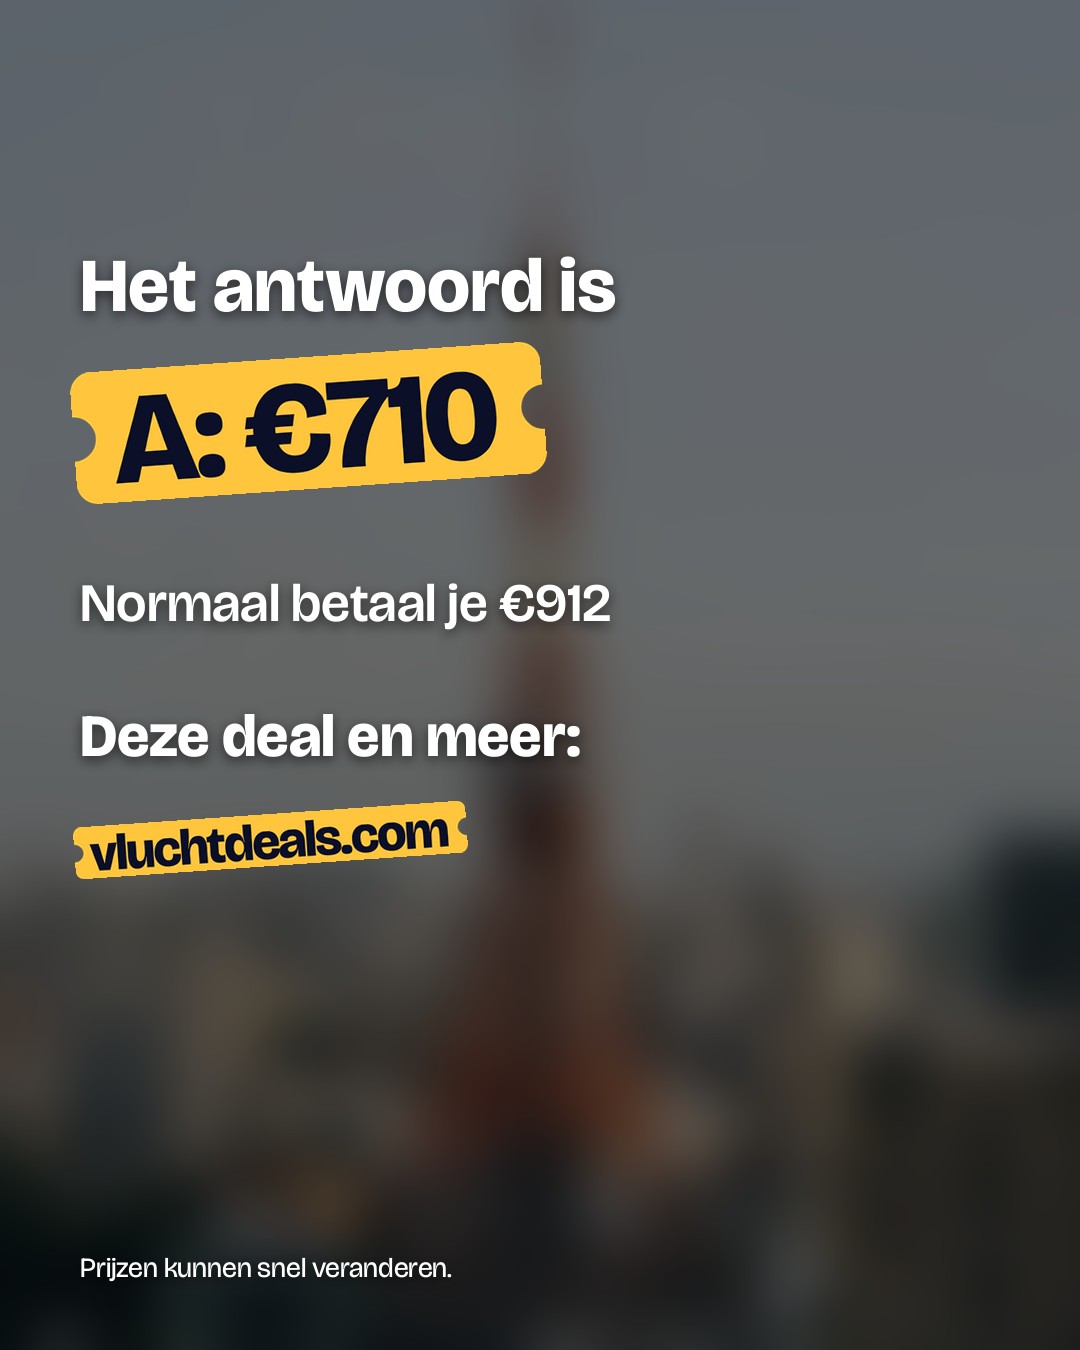 Het antwoord is
A: €710
Normaal betaal je €912
Deze deal en meer:
vluchtdeals.com
Prijzen kunnen snel veranderen.